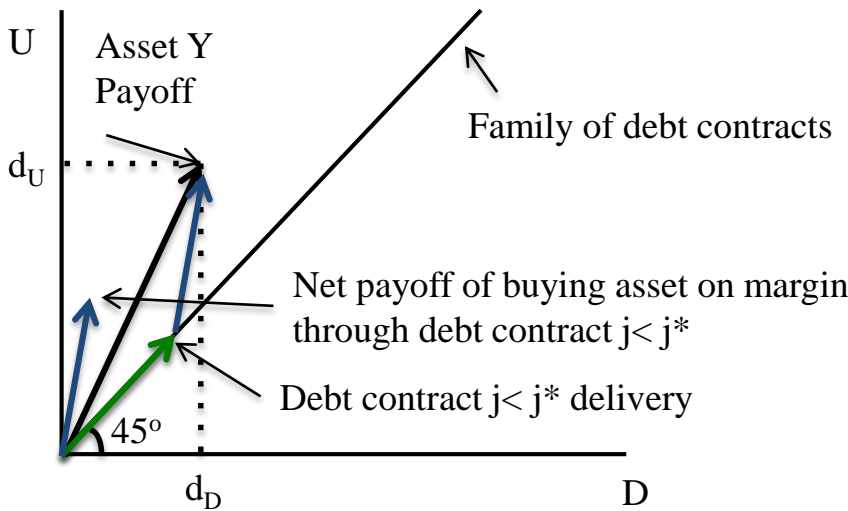 U
Asset Y
Payoff
Family of debt contracts
d_U
Net payoff of buying asset on margin
through debt contract j< j*
Debt contract j< j* delivery
45º
d_D
D